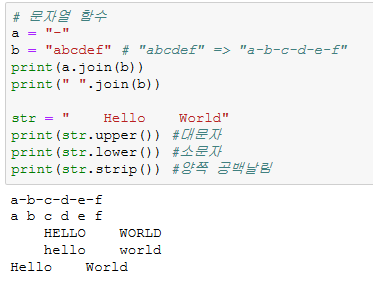 # 문자열 함수
a = "-"
b = "abcdef" # "abcdef" => "a-b-c-d-e-f"
print(a.join(b))
print(" ".join(b))

str = "    Hello    World"
print(str.upper()) #대문자
print(str.lower()) #소문자
print(str.strip()) #양쪽 공백날림
a-b-c-d-e-f
a b c d e f
    HELLO    WORLD
    hello    world
Hello    World